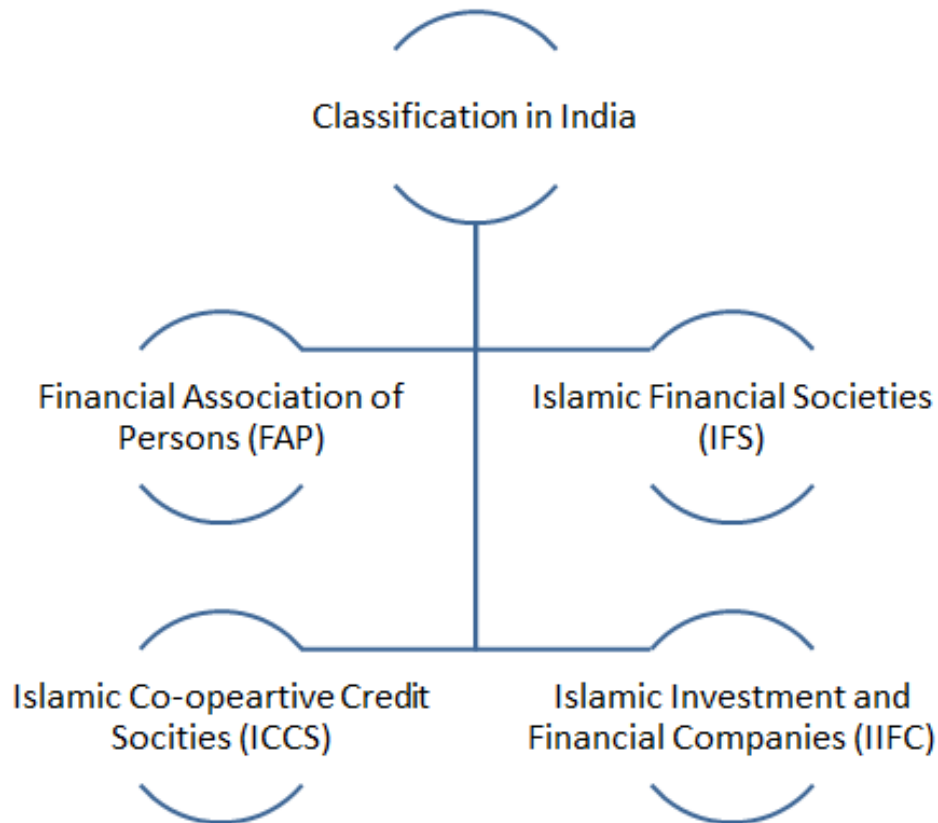 Classification in India
Financial Association of
Persons (FAP)
Islamic Financial Societies
(IFS)
Islamic Co-opeartive Credit
Socities (ICCS)
Islamic Investment and
Financial Companies (IIFC)